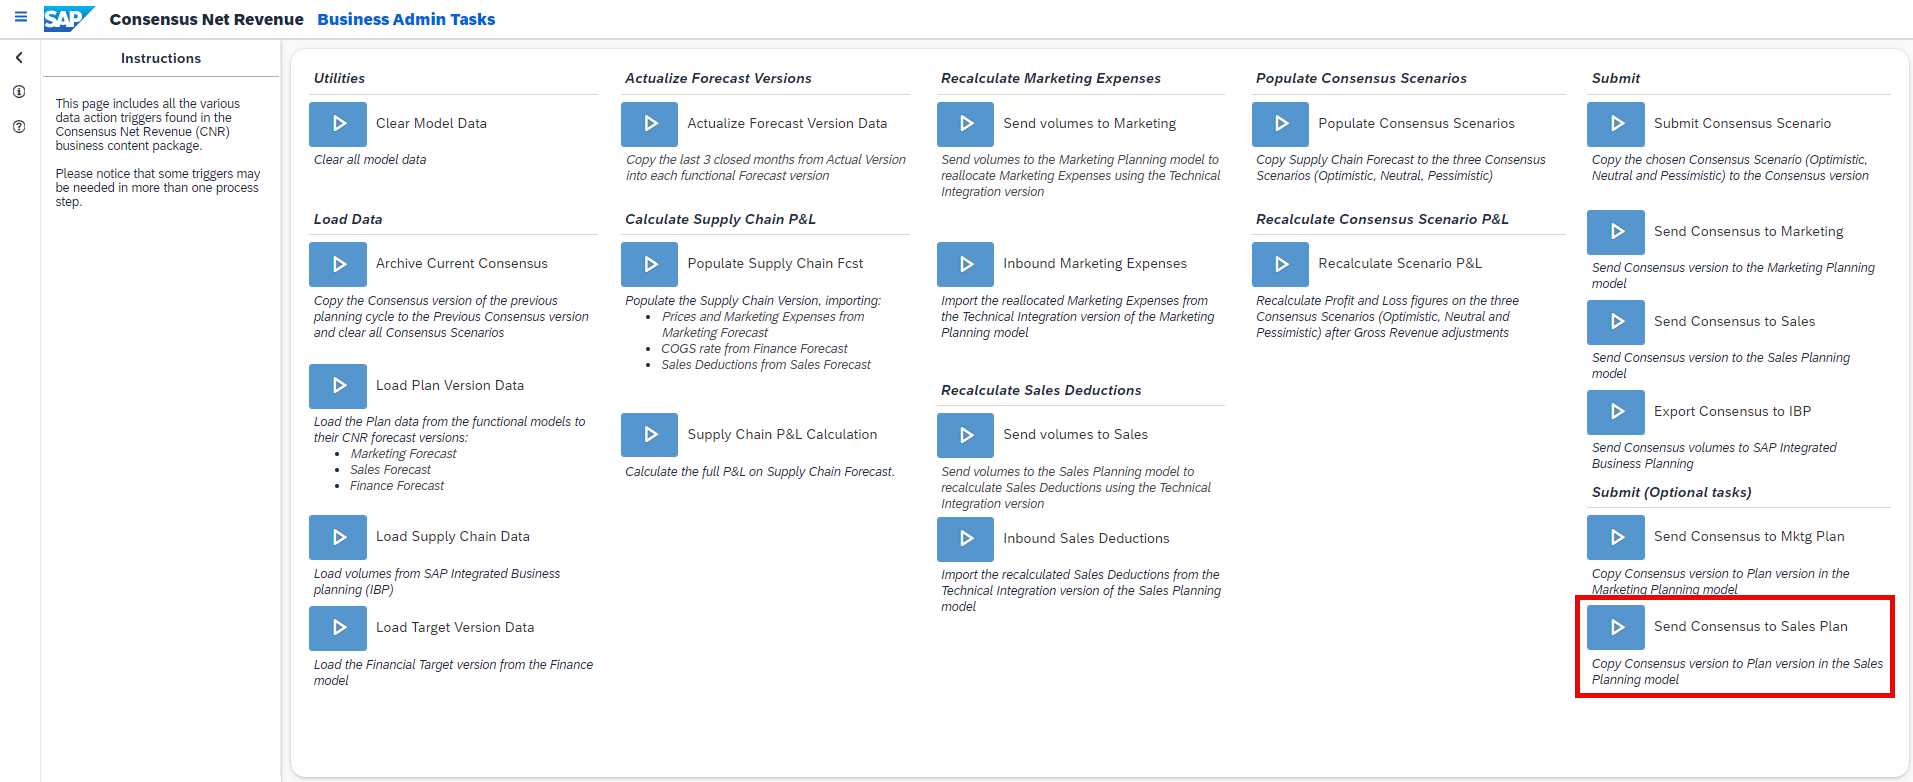 SAP Consensus Net Revenue Business Admin Tasks
Instructions
This page includes all the various
data action triggers found in the
Consensus Net Revenue (CNR)
business content package.
Please notice that some triggers may
be needed in more than one process
step.
Utilities
Clear Model Data
Clear all model data
Load Data
Archive Current Consensus
Copy the Consensus version of the previous
planning cycle to the Previous Consensus version
and clear all Consensus Scenarios
Load Plan Version Data
Load the Plan data from the functional models to
their CNR forecast versions:
• Marketing Forecast
• Sales Forecast
• Finance Forecast
Load Supply Chain Data
Load volumes from SAP Integrated Business
planning (IBP)
Load Target Version Data
Load the Financial Target version from the Finance
model
Actualize Forecast Versions
Actualize Forecast Version Data
Copy the last 3 closed months from Actual Version
into each functional Forecast version
Calculate Supply Chain P&L
Populate Supply Chain Fcst
Populate the Supply Chain Version, importing:
• Prices and Marketing Expenses from
Marketing Forecast
• COGS rate from Finance Forecast
• Sales Deductions from Sales Forecast
Supply Chain P&L Calculation
Calculate the full P&L on Supply Chain Forecast.
Recalculate Marketing Expenses
Send volumes to Marketing
Send volumes to the Marketing Planning model to
reallocate Marketing Expenses using the Technical
Integration version
Inbound Marketing Expenses
Import the reallocated Marketing Expenses from
the Technical Integration version of the Marketing
Planning model
Recalculate Sales Deductions
Send volumes to Sales
Send volumes to the Sales Planning model to
recalculate Sales Deductions using the Technical
Integration version
Inbound Sales Deductions
Import the recalculated Sales Deductions from the
Technical Integration version of the Sales Planning
model
Populate Consensus Scenarios
Populate Consensus Scenarios
Copy Supply Chain Forecast to the three Consensus
Scenarios (Optimistic, Neutral, Pessimistic)
Recalculate Consensus Scenario P&L
Recalculate Scenario P&L
Recalculate Profit and Loss figures on the three
Consensus Scenarios (Optimistic, Neutral and
Pessimistic) after Gross Revenue adjustments
Submit
Submit Consensus Scenario
Copy the chosen Consensus Scenario (Optimistic,
Neutral and Pessimistic) to the Consensus version
Send Consensus to Marketing
Send Consensus version to the Marketing Planning
model
Send Consensus to Sales
Send Consensus version to the Sales Planning
model
Export Consensus to IBP
Send Consensus volumes to SAP Integrated
Business Planning
Submit (Optional tasks)
Send Consensus to Mktg Plan
Copy Consensus version to Plan version in the
Marketing Planning model
Send Consensus to Sales Plan
Copy Consensus version to Plan version in the Sales
Planning model